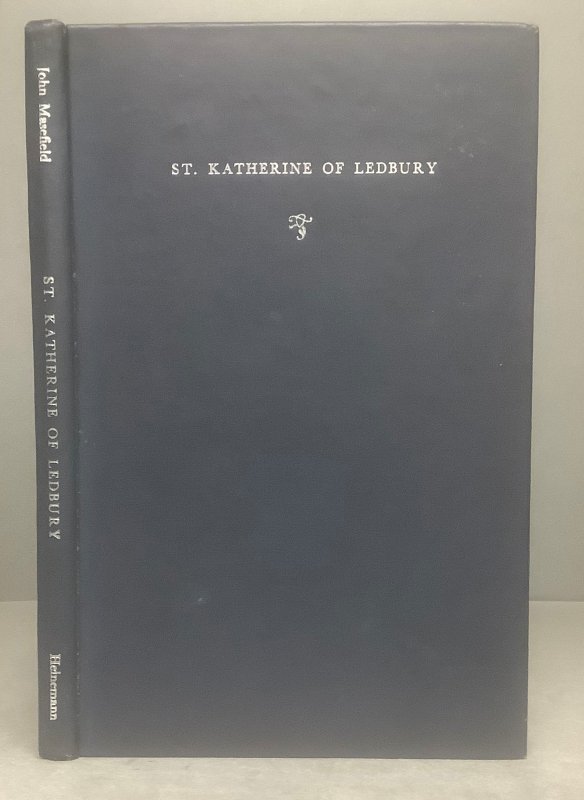 ST. KATHERINE OF LEDBURY
John Masefield
ST. KATHERINE OF LEDBURY
Heinemann